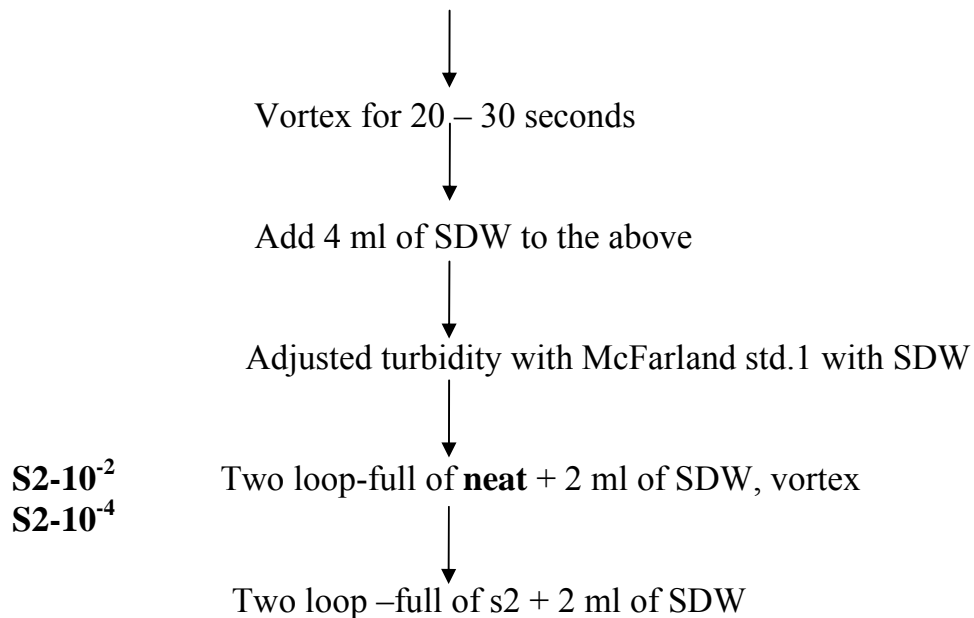 Vortex for 20 – 30 seconds
Add 4 ml of SDW to the above
Adjusted turbidity with McFarland std.1 with SDW
S2-10⁻² Two loop-full of neat + 2 ml of SDW, vortex
S2-10⁻⁴
Two loop –full of s2 + 2 ml of SDW